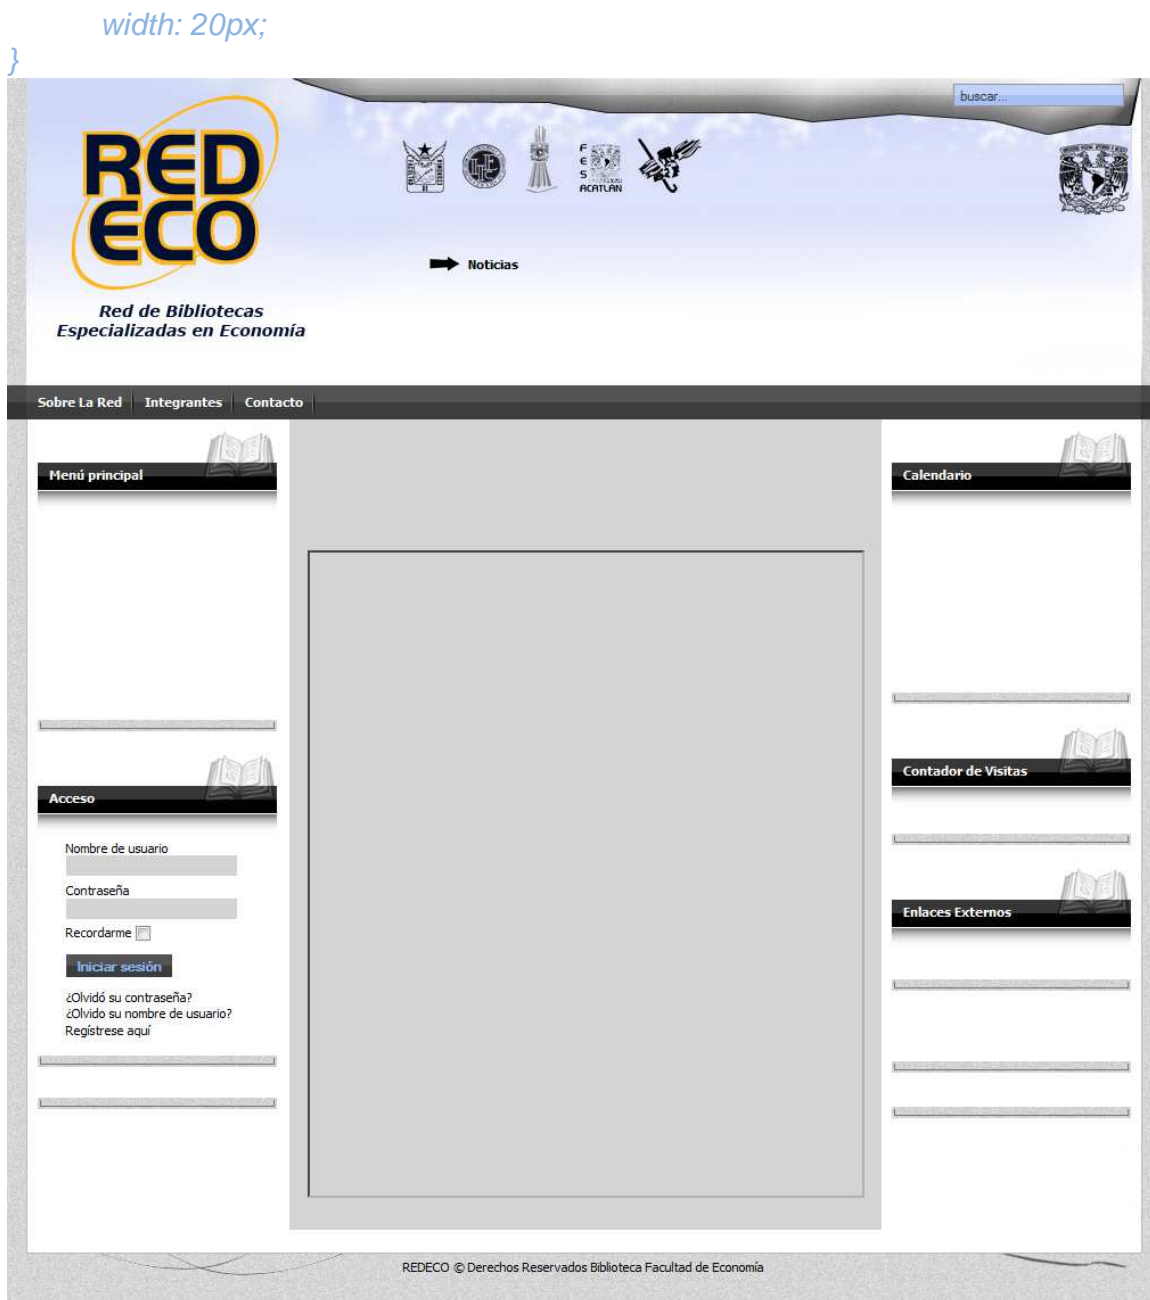 width: 20px;
}
buscar...
RED
ECO
F
E
S
ACATLAN
Noticias
Red de Bibliotecas
Especializadas en Economía
Sobre La Red
Integrantes
Contacto
Menú principal
Calendario
Contador de Visitas
Acceso
Nombre de usuario
Contraseña
Recordarme
Iniciar sesión
¿Olvidó su contraseña?
¿Olvido su nombre de usuario?
Regístrese aquí
Enlaces Externos
REDECO © Derechos Reservados Biblioteca Facultad de Economía